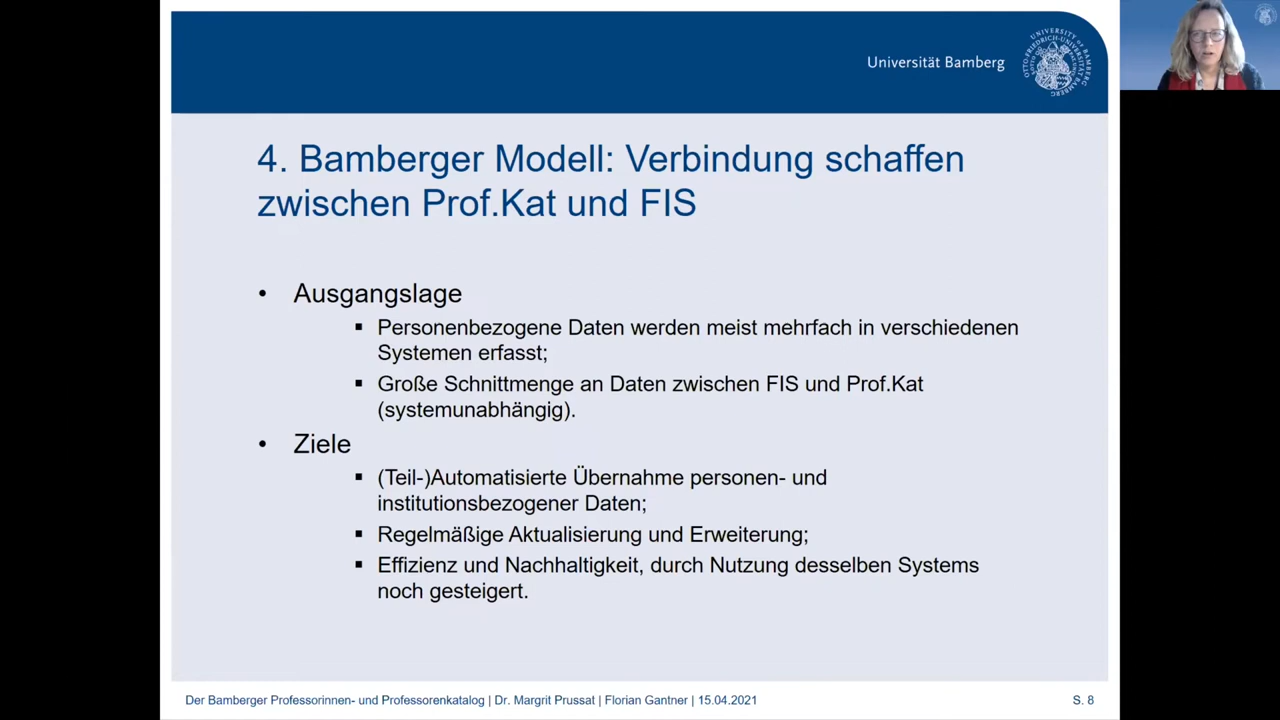 Universität Bamberg
4. Bamberger Modell: Verbindung schaffen
zwischen Prof.Kat und FIS
• Ausgangslage
▪ Personenbezogene Daten werden meist mehrfach in verschiedenen
Systemen erfasst;
▪ Große Schnittmenge an Daten zwischen FIS und Prof.Kat
(systemunabhängig).
• Ziele
▪ (Teil-)Automatisierte Übernahme personen- und
institutionsbezogener Daten;
▪ Regelmäßige Aktualisierung und Erweiterung;
▪ Effizienz und Nachhaltigkeit, durch Nutzung desselben Systems
noch gesteigert.
Der Bamberger Professorinnen- und Professorenkatalog | Dr. Margrit Prussat | Florian Gantner | 15.04.2021
S. 8